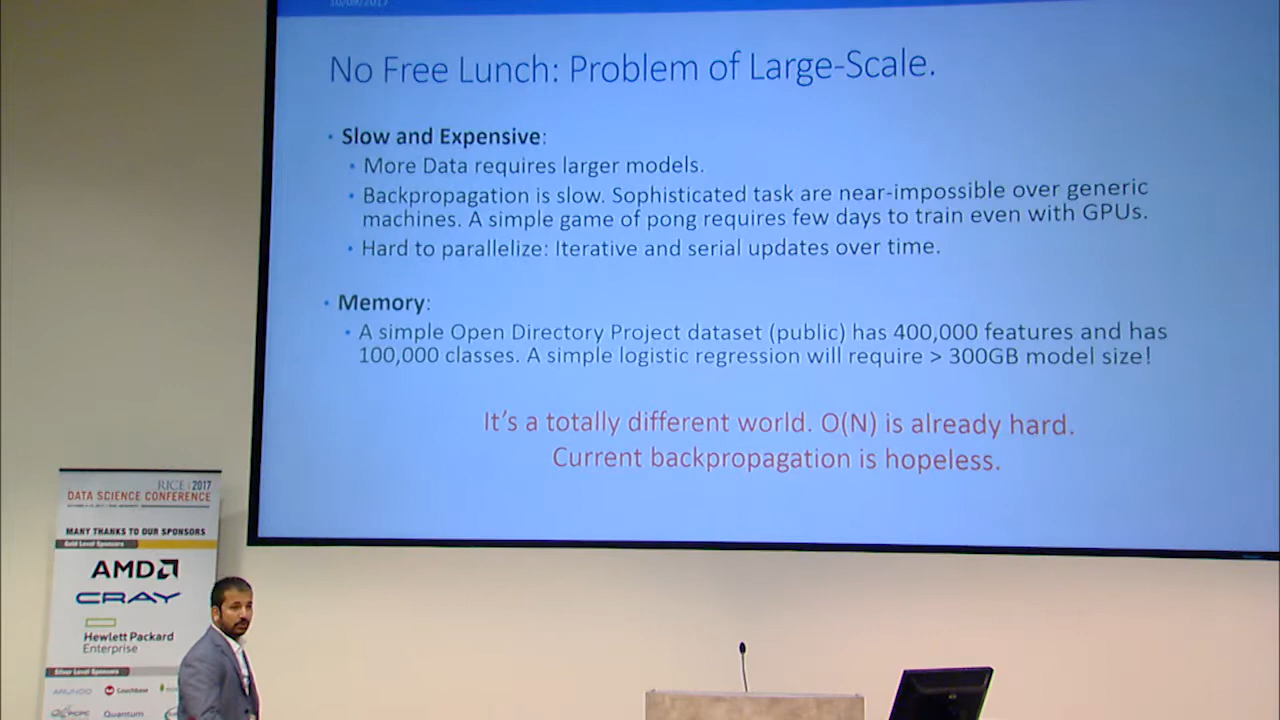 10/09/2017
No Free Lunch: Problem of Large-Scale.
• Slow and Expensive:
• More Data requires larger models.
• Backpropagation is slow. Sophisticated task are near-impossible over generic
machines. A simple game of pong requires few days to train even with GPUs.
• Hard to parallelize: Iterative and serial updates over time.
• Memory:
• A simple Open Directory Project dataset (public) has 400,000 features and has
100,000 classes. A simple logistic regression will require > 300GB model size!
It's a totally different world. O(N) is already hard.
Current backpropagation is hopeless.
RICE 2017
DATA SCIENCE CONFERENCE
MANY THANKS TO OUR SPONSORS
Gold Level Sponsors
AMD
CRAY
Hewlett Packard
Enterprise
Silver Level Sponsors
ARUNDO Couchbase
Quantum